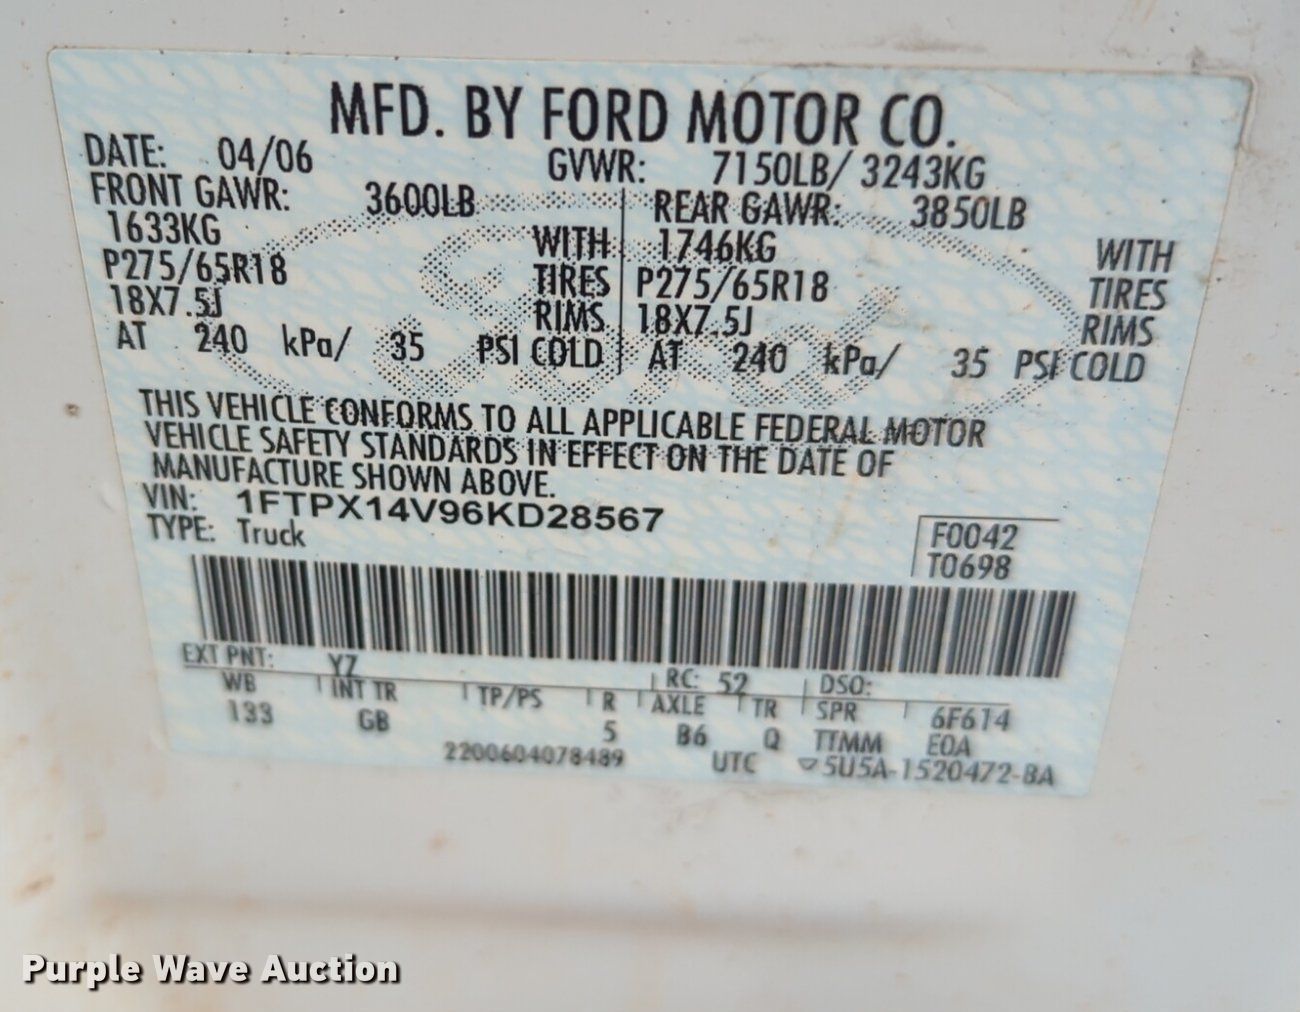 MFD. BY FORD MOTOR CO.
DATE: 04/06 GVWR: 7150LB/ 3243KG
FRONT GAWR: 3600LB REAR GAWR: 3850LB
1633KG WITH 1746KG WITH
P275/65R18 TIRES P275/65R18 TIRES
18X7.5J RIMS 18X7.5J RIMS
AT 240 kPa/ 35 PSI COLD AT 240 kPa/ 35 PSI COLD
THIS VEHICLE CONFORMS TO ALL APPLICABLE FEDERAL MOTOR
VEHICLE SAFETY STANDARDS IN EFFECT ON THE DATE OF
MANUFACTURE SHOWN ABOVE.
VIN: 1FTPX14V96KD28567
TYPE: Truck
F0042
T0698
EXT PNT: YZ RC: 52 DSO:
WB INT TR TP/PS R AXLE TR SPR 6F614
133 GB 5 B6 Q TTMM E0A
2200604078489 UTC ▽5U5A-1520472-BA
Purple Wave Auction